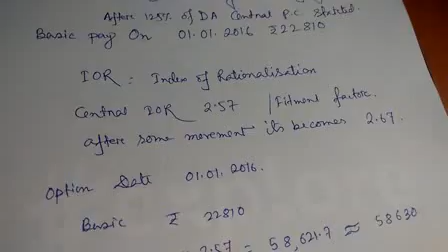 After 125% of DA Central P.C started.
Basic pay On 01.01.2016 ₹22810
IOR : Index of Rationalisation
Central IOR 2.57 / Fitment factor.
after some movement its becomes 2.67.
Option Date 01.01.2016.
Basic ₹ 22810
2.57 = 58,621.7 ≈ 58630